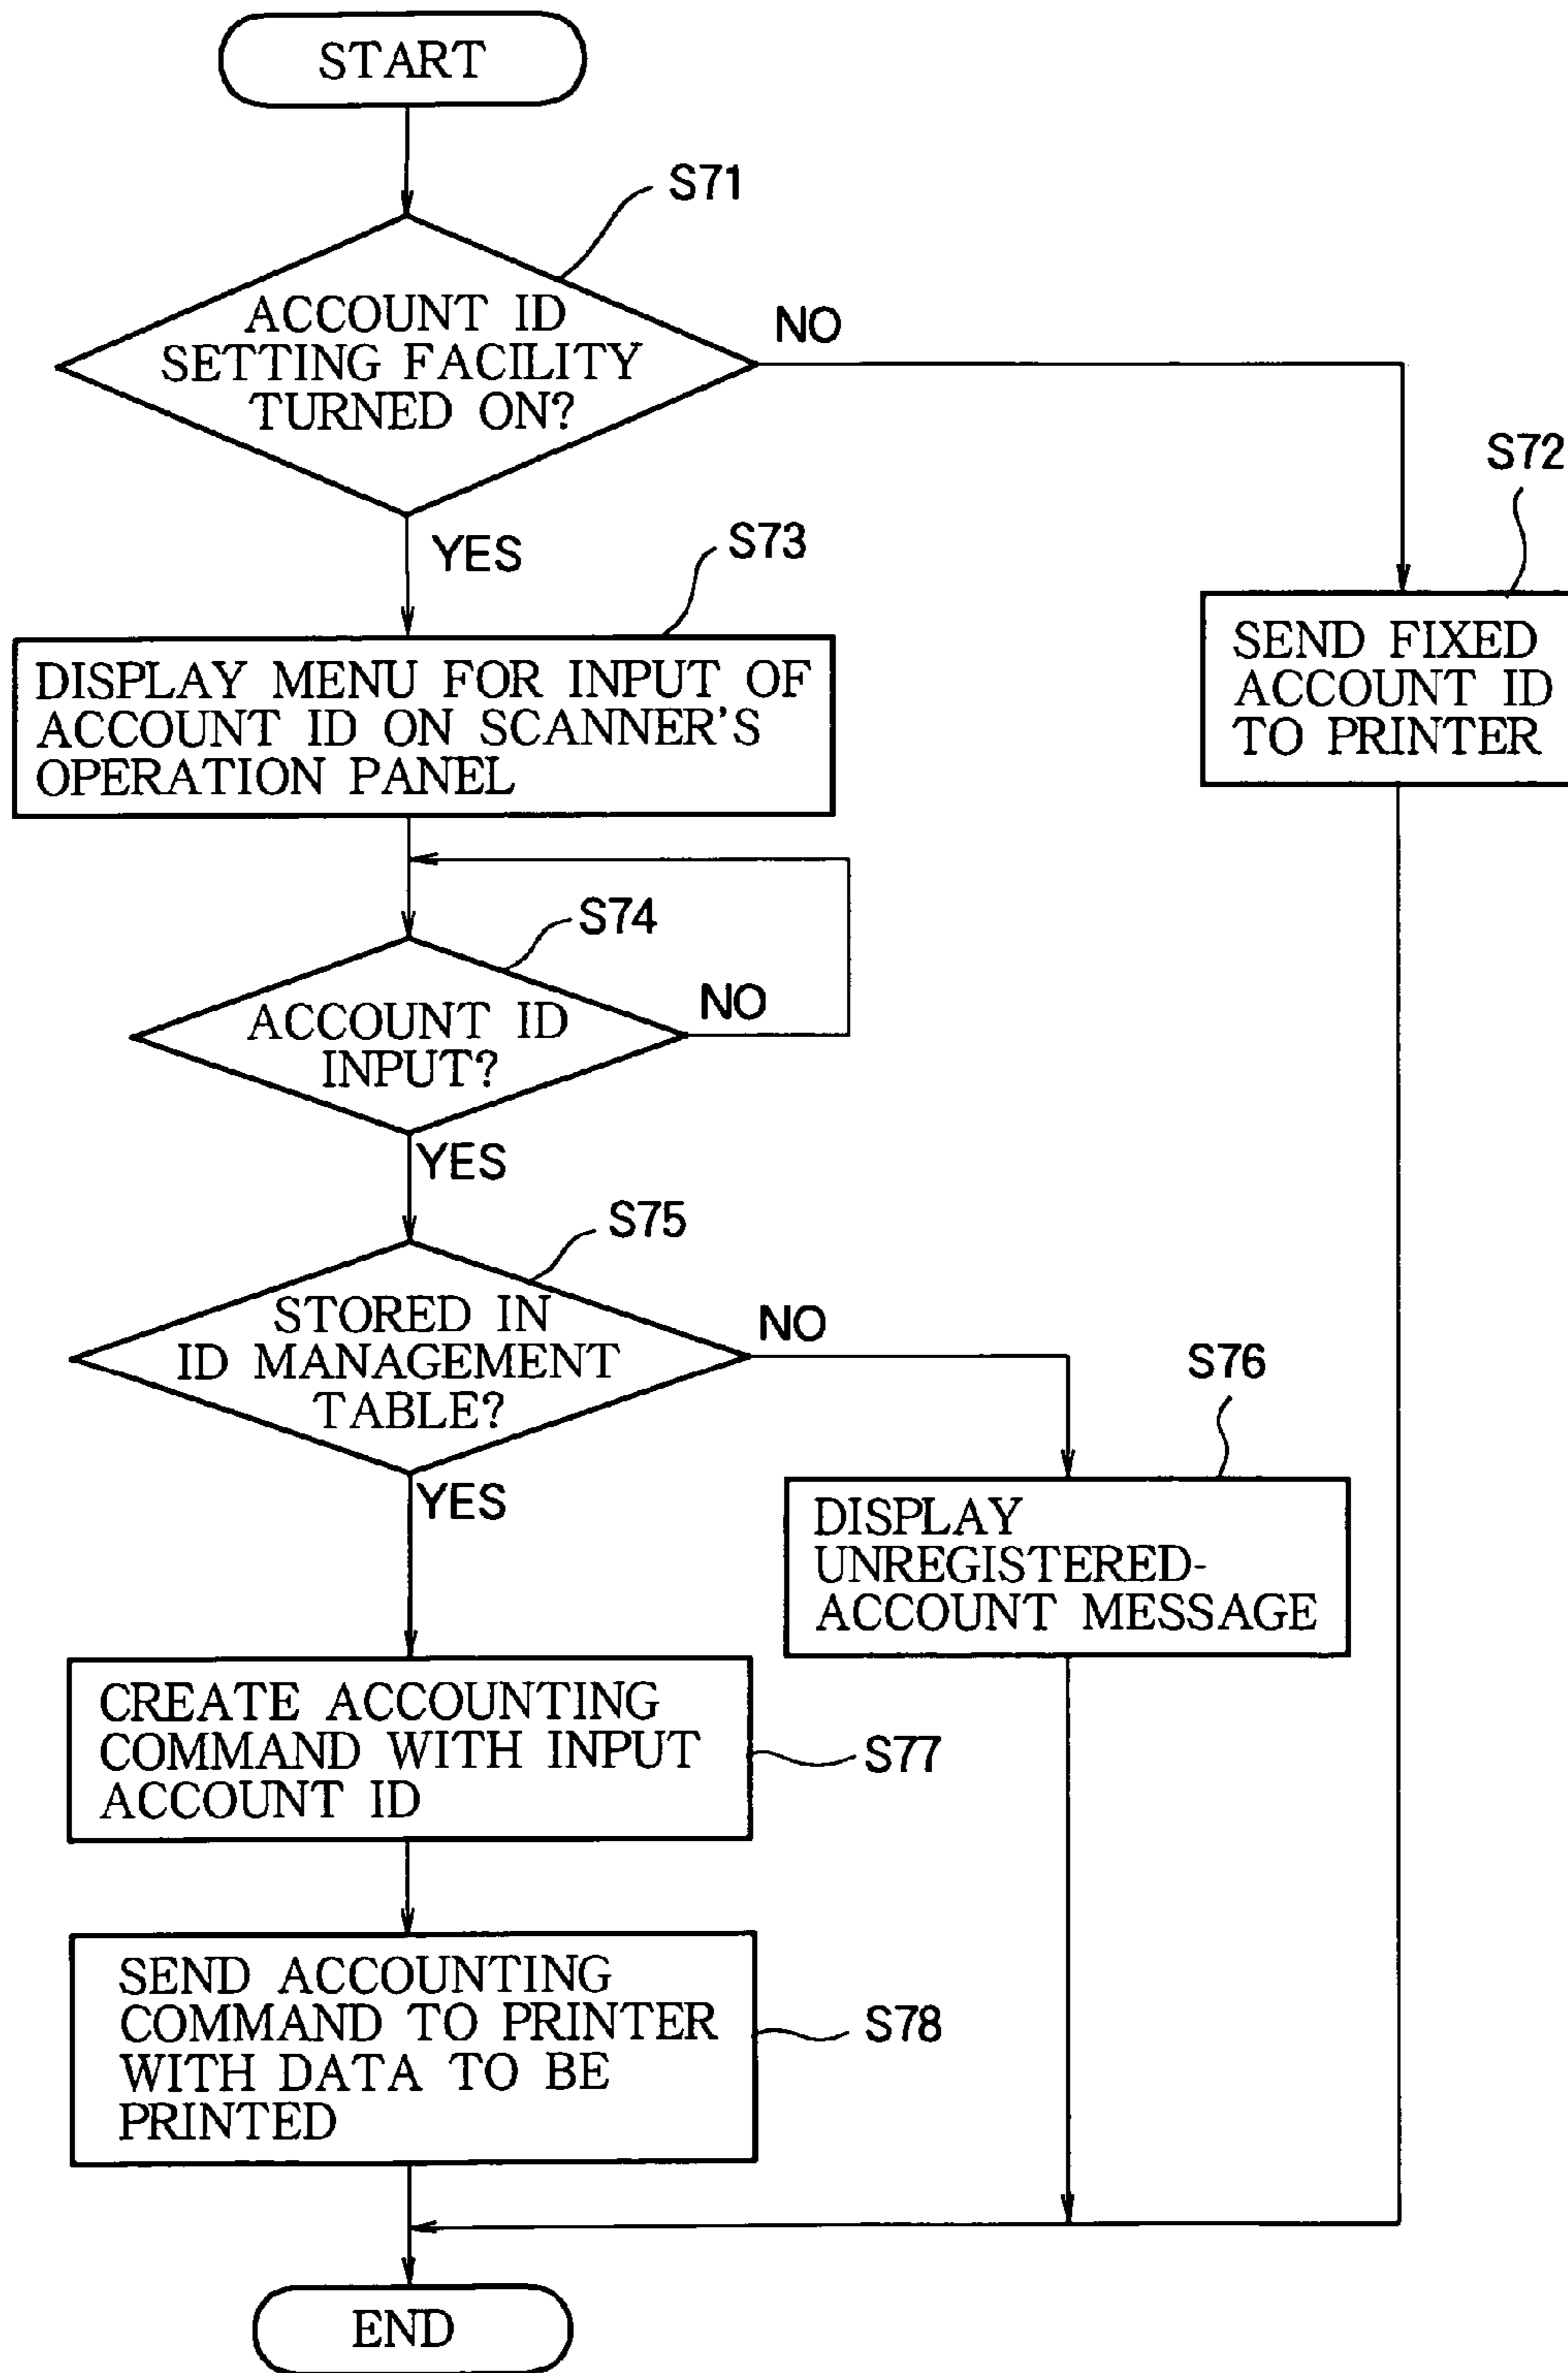 START
S71
ACCOUNT ID
SETTING FACILITY
TURNED ON?
NO
S72
SEND FIXED
ACCOUNT ID
TO PRINTER
YES
S73
DISPLAY MENU FOR INPUT OF
ACCOUNT ID ON SCANNER'S
OPERATION PANEL
S74
ACCOUNT ID
INPUT?
NO
YES
S75
STORED IN
ID MANAGEMENT
TABLE?
NO
S76
DISPLAY
UNREGISTERED-
ACCOUNT MESSAGE
YES
CREATE ACCOUNTING
COMMAND WITH INPUT
ACCOUNT ID
S77
SEND ACCOUNTING
COMMAND TO PRINTER
WITH DATA TO BE
PRINTED
S78
END